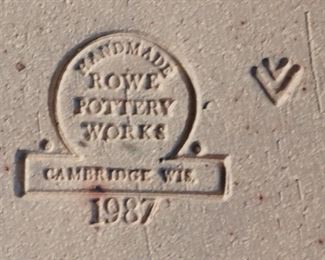 HANDMADE
ROWE
POTTERY
WORKS
CAMBRIDGE, WIS.
1987